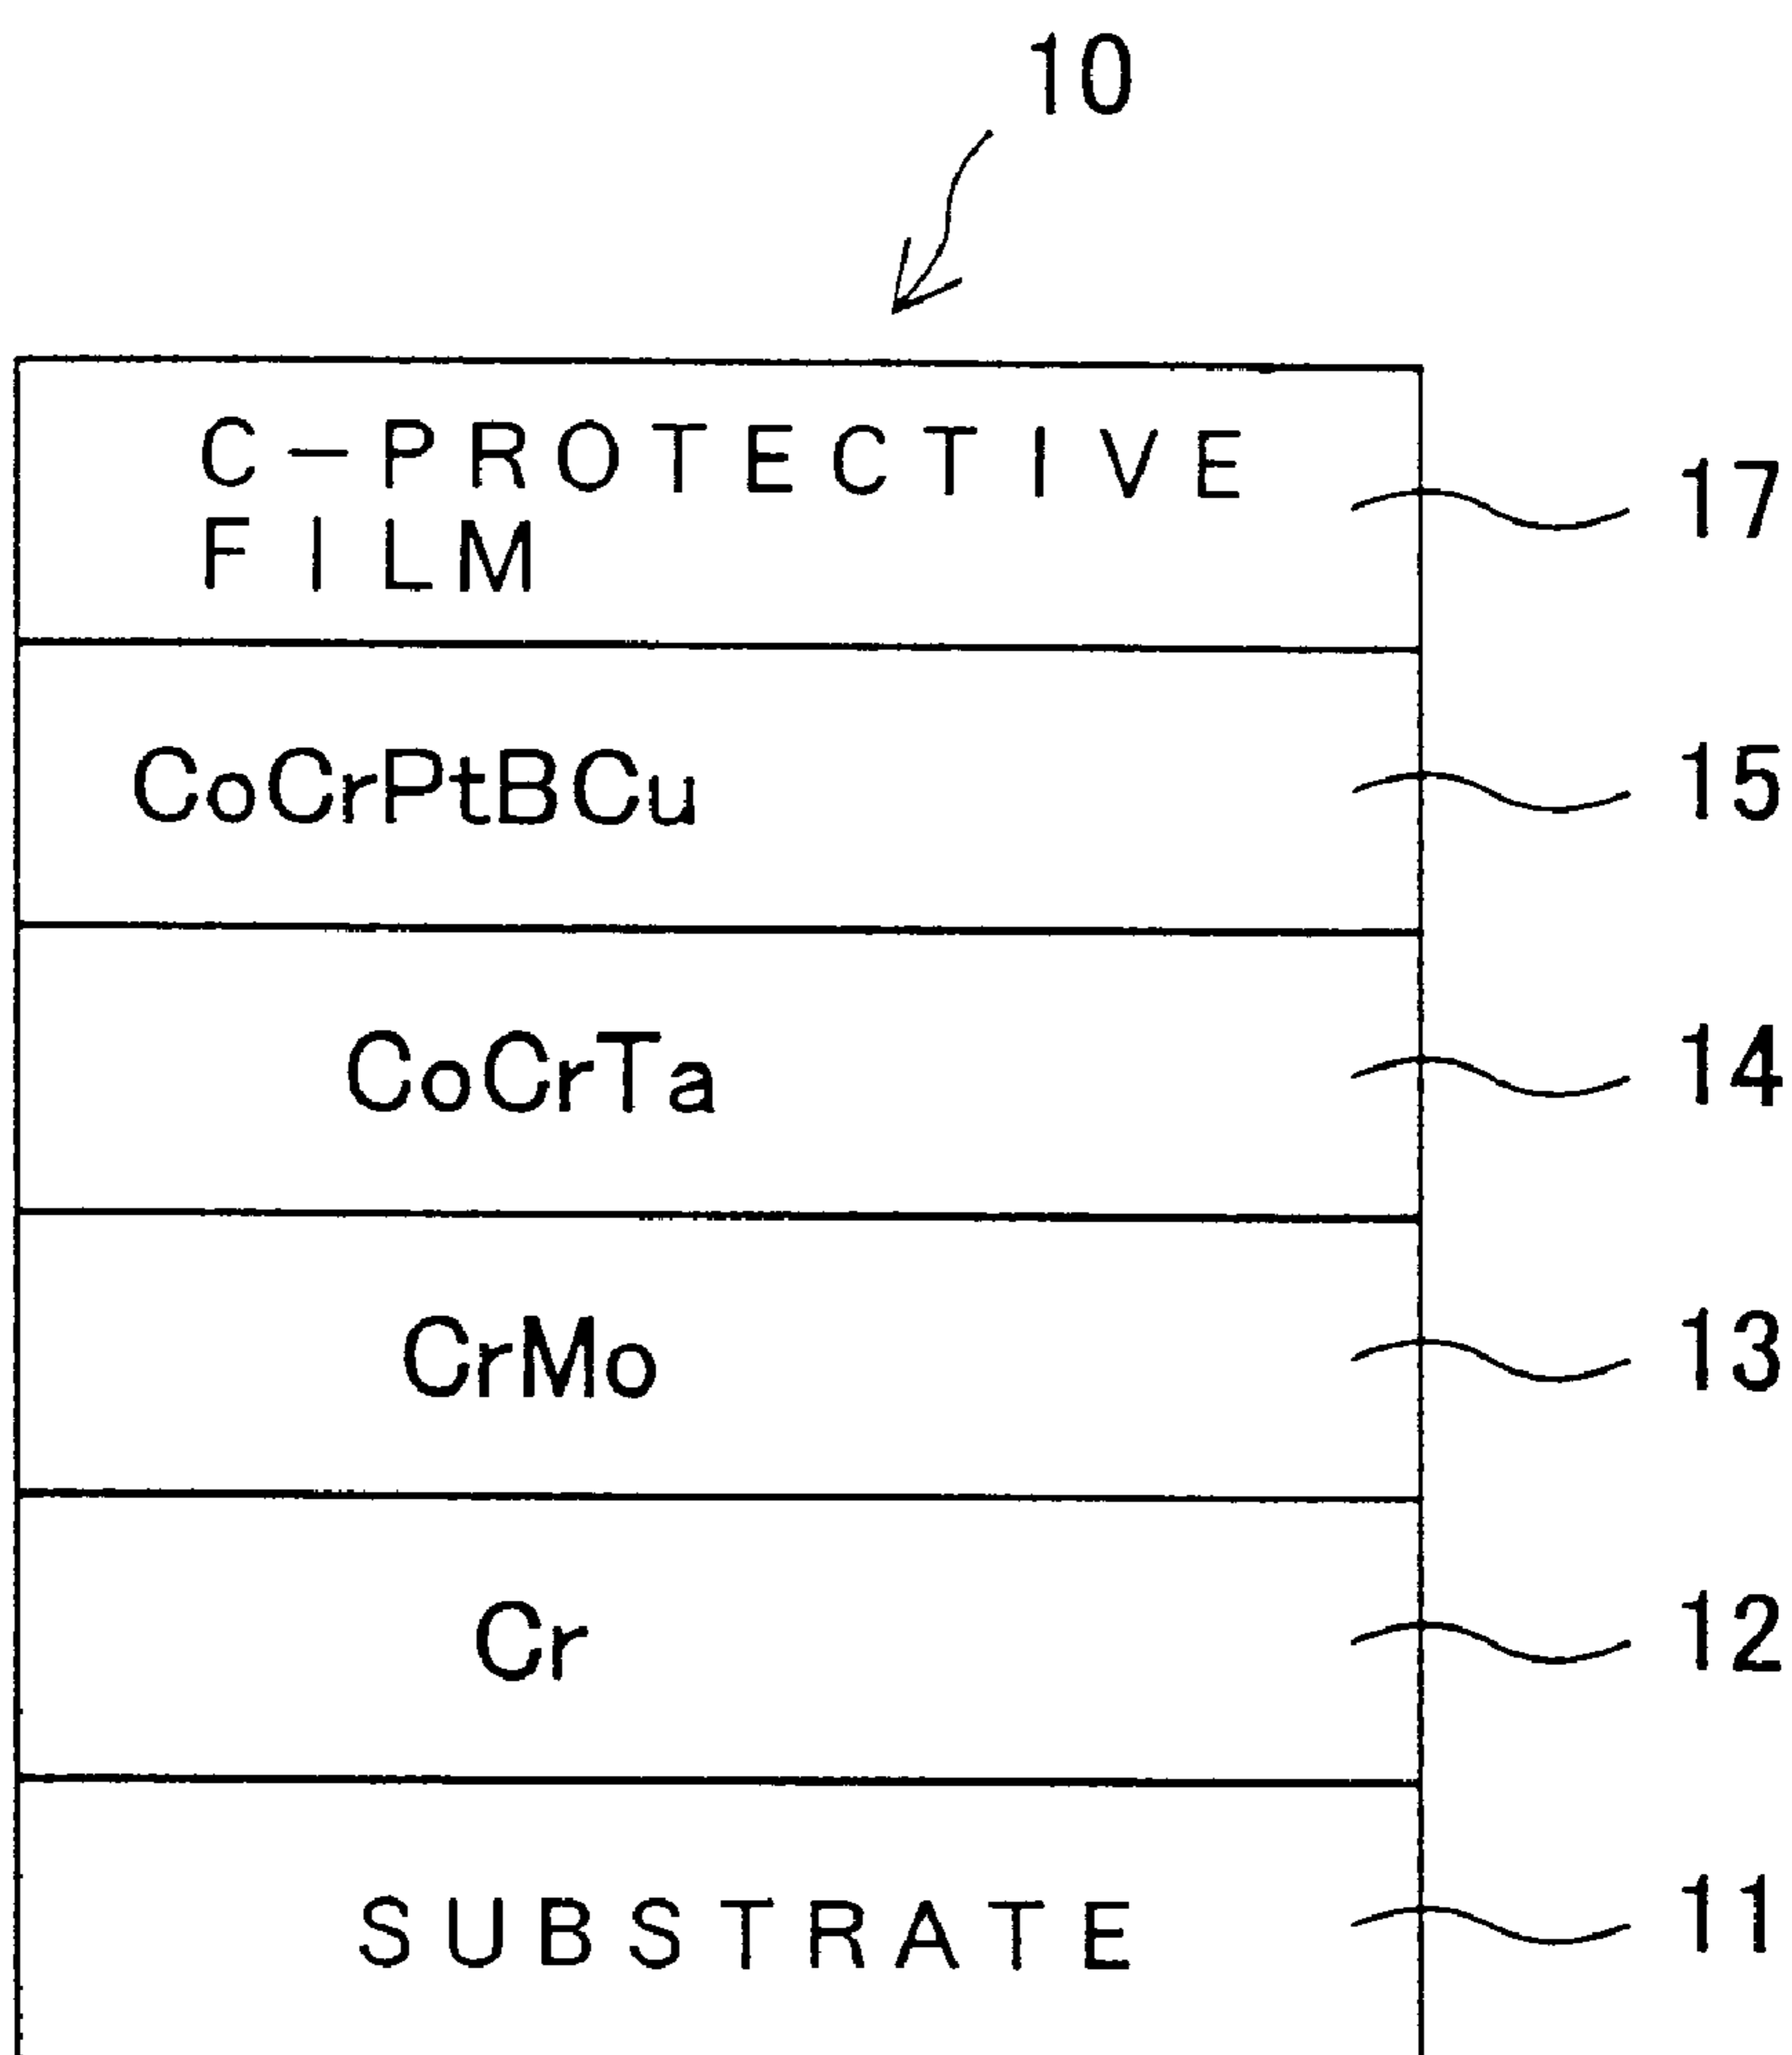 10
C-PROTECTIVE
FILM
17
CoCrPtBCu
15
CoCrTa
14
CrMo
13
Cr
12
SUBSTRATE
11